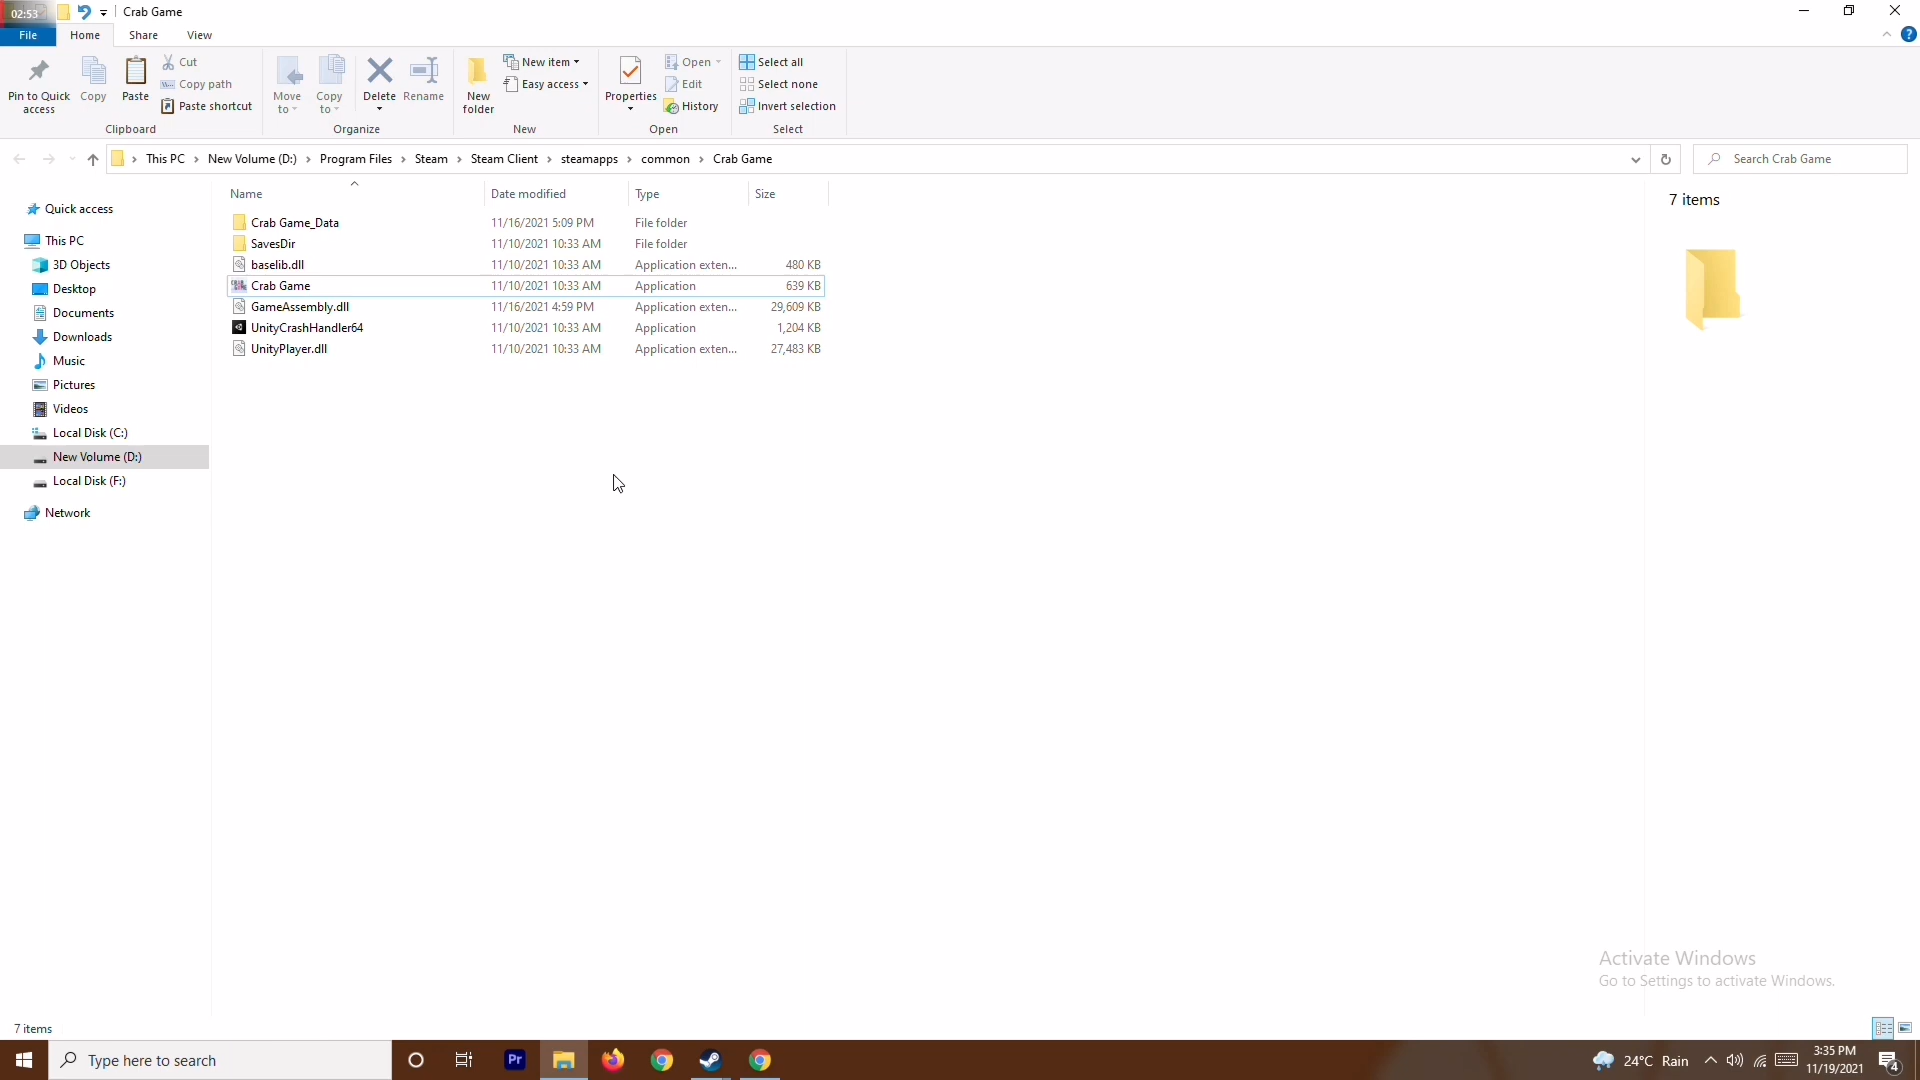 02:53 Crab Game
File Home Share View
Pin to Quick access
Copy
Paste
Cut
Copy path
Paste shortcut
Clipboard
Move to
Copy to
Delete
Rename
Organize
New folder
New item
Easy access
New
Properties
Open
Edit
History
Open
Select all
Select none
Invert selection
Select
This PC New Volume (D:) Program Files Steam Steam Client steamapps common Crab Game
Search Crab Game
Quick access
This PC
3D Objects
Desktop
Documents
Downloads
Music
Pictures
Videos
Local Disk (C:)
New Volume (D:)
Local Disk (F:)
Network
Name Date modified Type Size
Crab Game_Data 11/16/2021 5:09 PM File folder
SavesDir 11/10/2021 10:33 AM File folder
baselib.dll 11/10/2021 10:33 AM Application exten... 480 KB
Crab Game 11/10/2021 10:33 AM Application 639 KB
GameAssembly.dll 11/16/2021 4:59 PM Application exten... 29,609 KB
UnityCrashHandler64 11/10/2021 10:33 AM Application 1,204 KB
UnityPlayer.dll 11/10/2021 10:33 AM Application exten... 27,483 KB
7 items
Activate Windows
Go to Settings to activate Windows.
7 items
Type here to search
Pr
24°C Rain
3:35 PM
11/19/2021
4